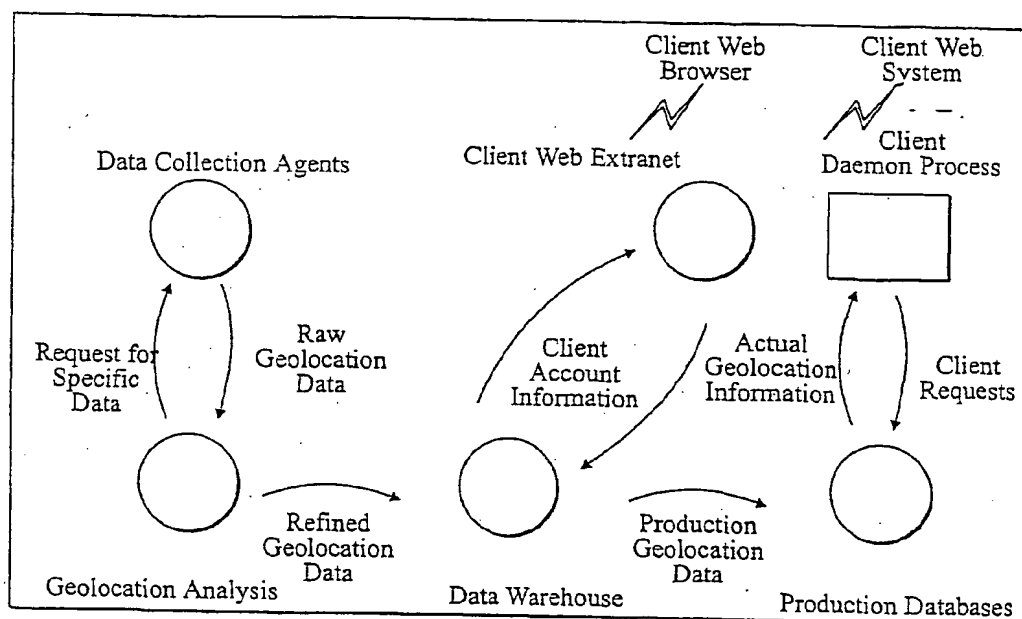 Client Web
Browser
Client Web
System
Data Collection Agents
Client Web Extranet
Client
Daemon Process
Request for
Specific
Data
Raw
Geolocation
Data
Client
Account
Information
Actual
Geolocation
Information
Client
Requests
Refined
Geolocation
Data
Production
Geolocation
Data
Geolocation Analysis
Data Warehouse
Production Databases